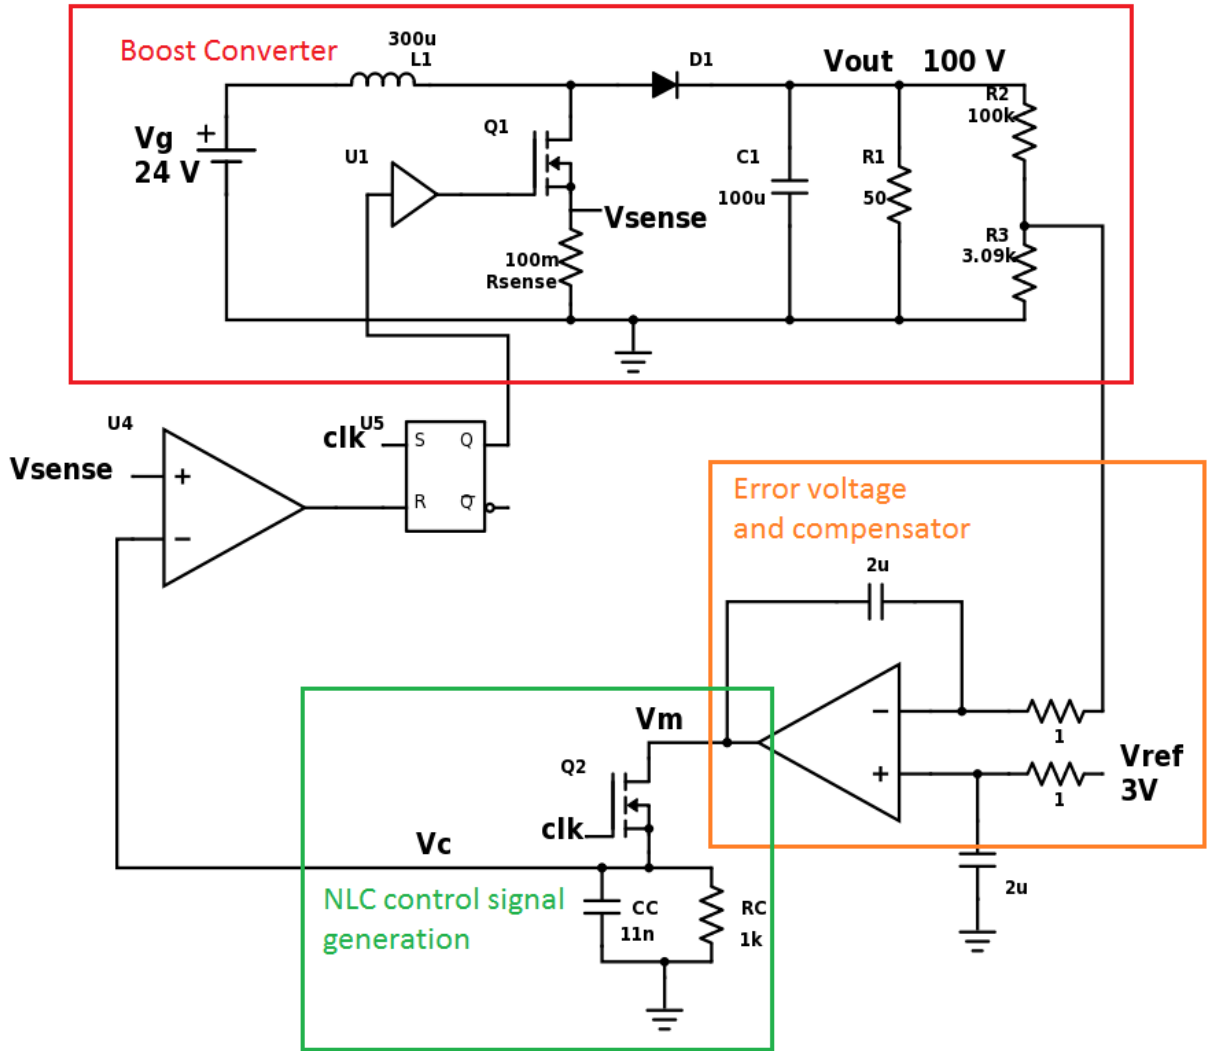 Boost Converter
300u
L1
D1
Vout 100 V
R2
100k
Vg
+
24 V
Q1
U1
C1
100u
R1
50
Vsense
R3
3.09k
100m
Rsense
U4
clk
U5
S Q
R Q̅
Vsense
+
−
Error voltage
and compensator
2u
−
1
+
1
Vref
3V
2u
Vm
Q2
clk
Vc
NLC control signal
generation
CC
11n
RC
1k